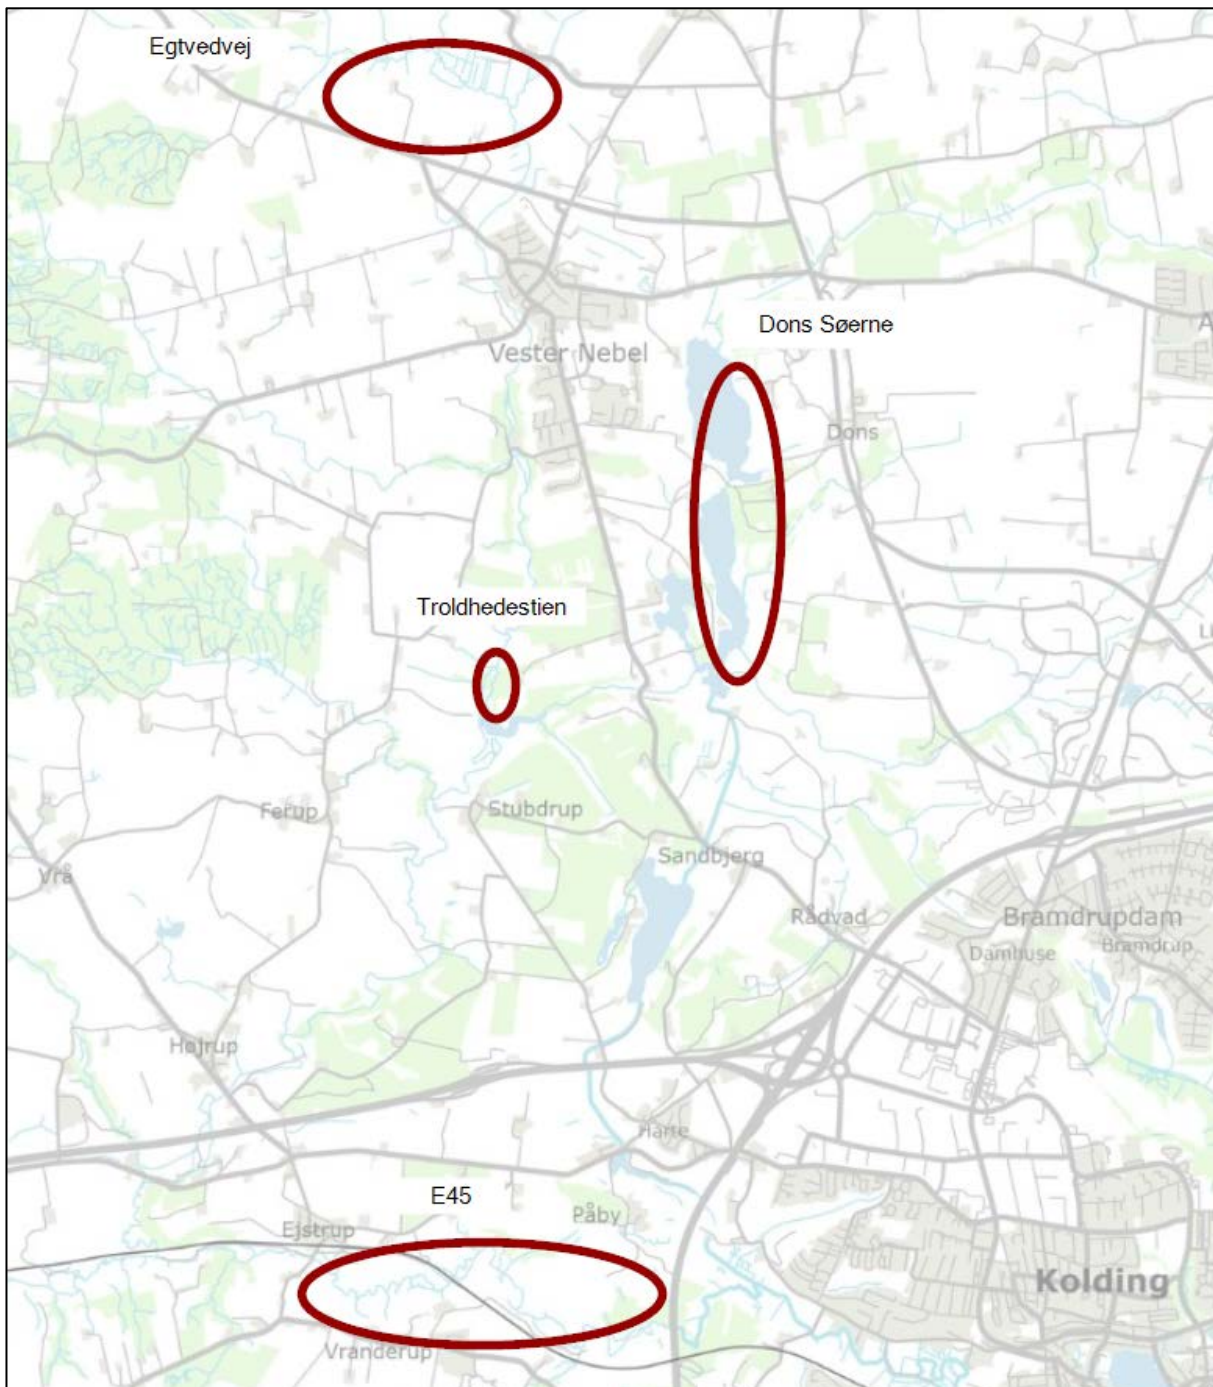 Egtvedvej
Dons Søerne
Vester Nebel
Dons
Troldhedestien
Ferup
Stubdrup
Sandbjerg
Vrå
Rådvad
Bramdrupdam
Damhuse
Bramdrup
Højrup
Harte
E45
Påby
Ejstrup
Kolding
Vranderup